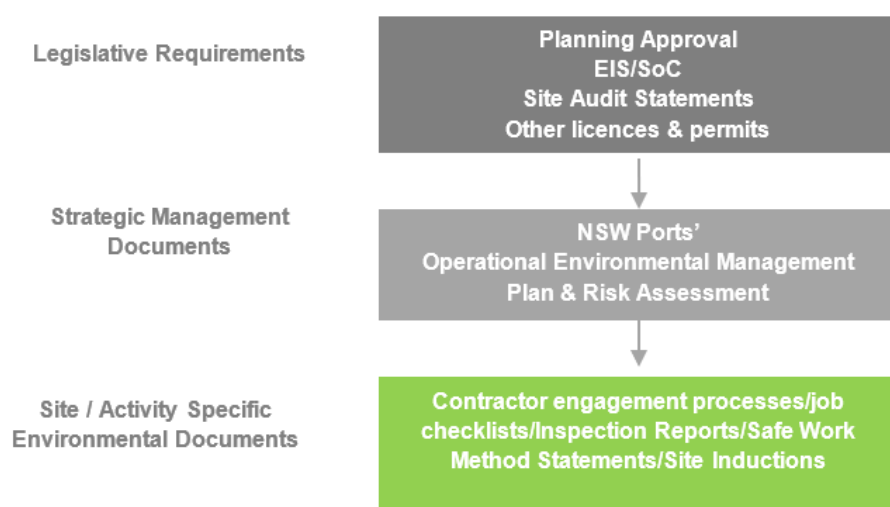 Legislative Requirements
Planning Approval
EIS/SoC
Site Audit Statements
Other licences & permits
Strategic Management
Documents
NSW Ports’
Operational Environmental Management
Plan & Risk Assessment
Site / Activity Specific
Environmental Documents
Contractor engagement processes/job
checklists/Inspection Reports/Safe Work
Method Statements/Site Inductions